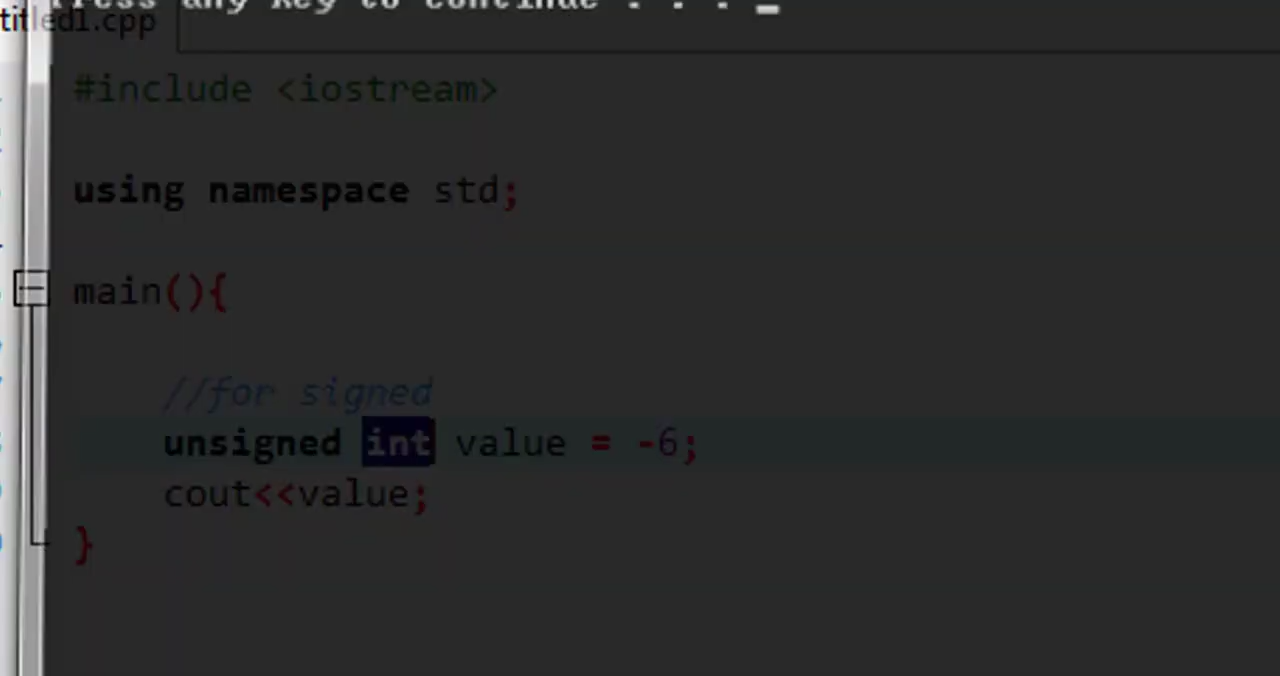 Press any key to continue . . .
titled1.cpp
#include <iostream>
using namespace std;
main(){
//for signed
unsigned int value = -6;
cout<<value;
}